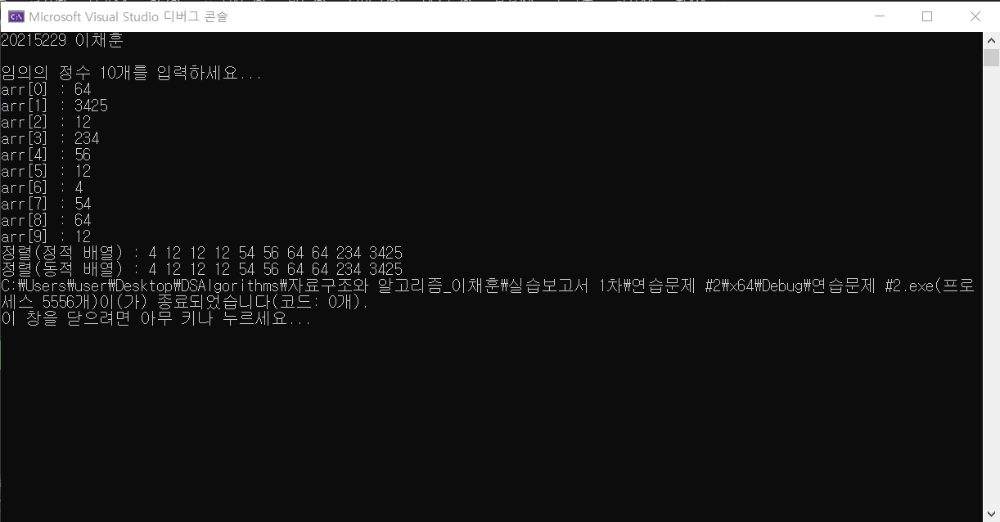 Microsoft Visual Studio 디버그 콘솔
20215229 이채훈
임의의 정수 10개를 입력하세요...
arr[0] : 64
arr[1] : 3425
arr[2] : 12
arr[3] : 234
arr[4] : 56
arr[5] : 12
arr[6] : 4
arr[7] : 54
arr[8] : 64
arr[9] : 12
정렬(정적 배열) : 4 12 12 12 54 56 64 64 234 3425
정렬(동적 배열) : 4 12 12 12 54 56 64 64 234 3425
C:\Users\user\Desktop\DSAlgorithms\자료구조와 알고리즘_이채훈\실습보고서 1차\연습문제 #2\x64\Debug\연습문제 #2.exe(프로
세스 5556개)이(가) 종료되었습니다(코드: 0개).
이 창을 닫으려면 아무 키나 누르세요...